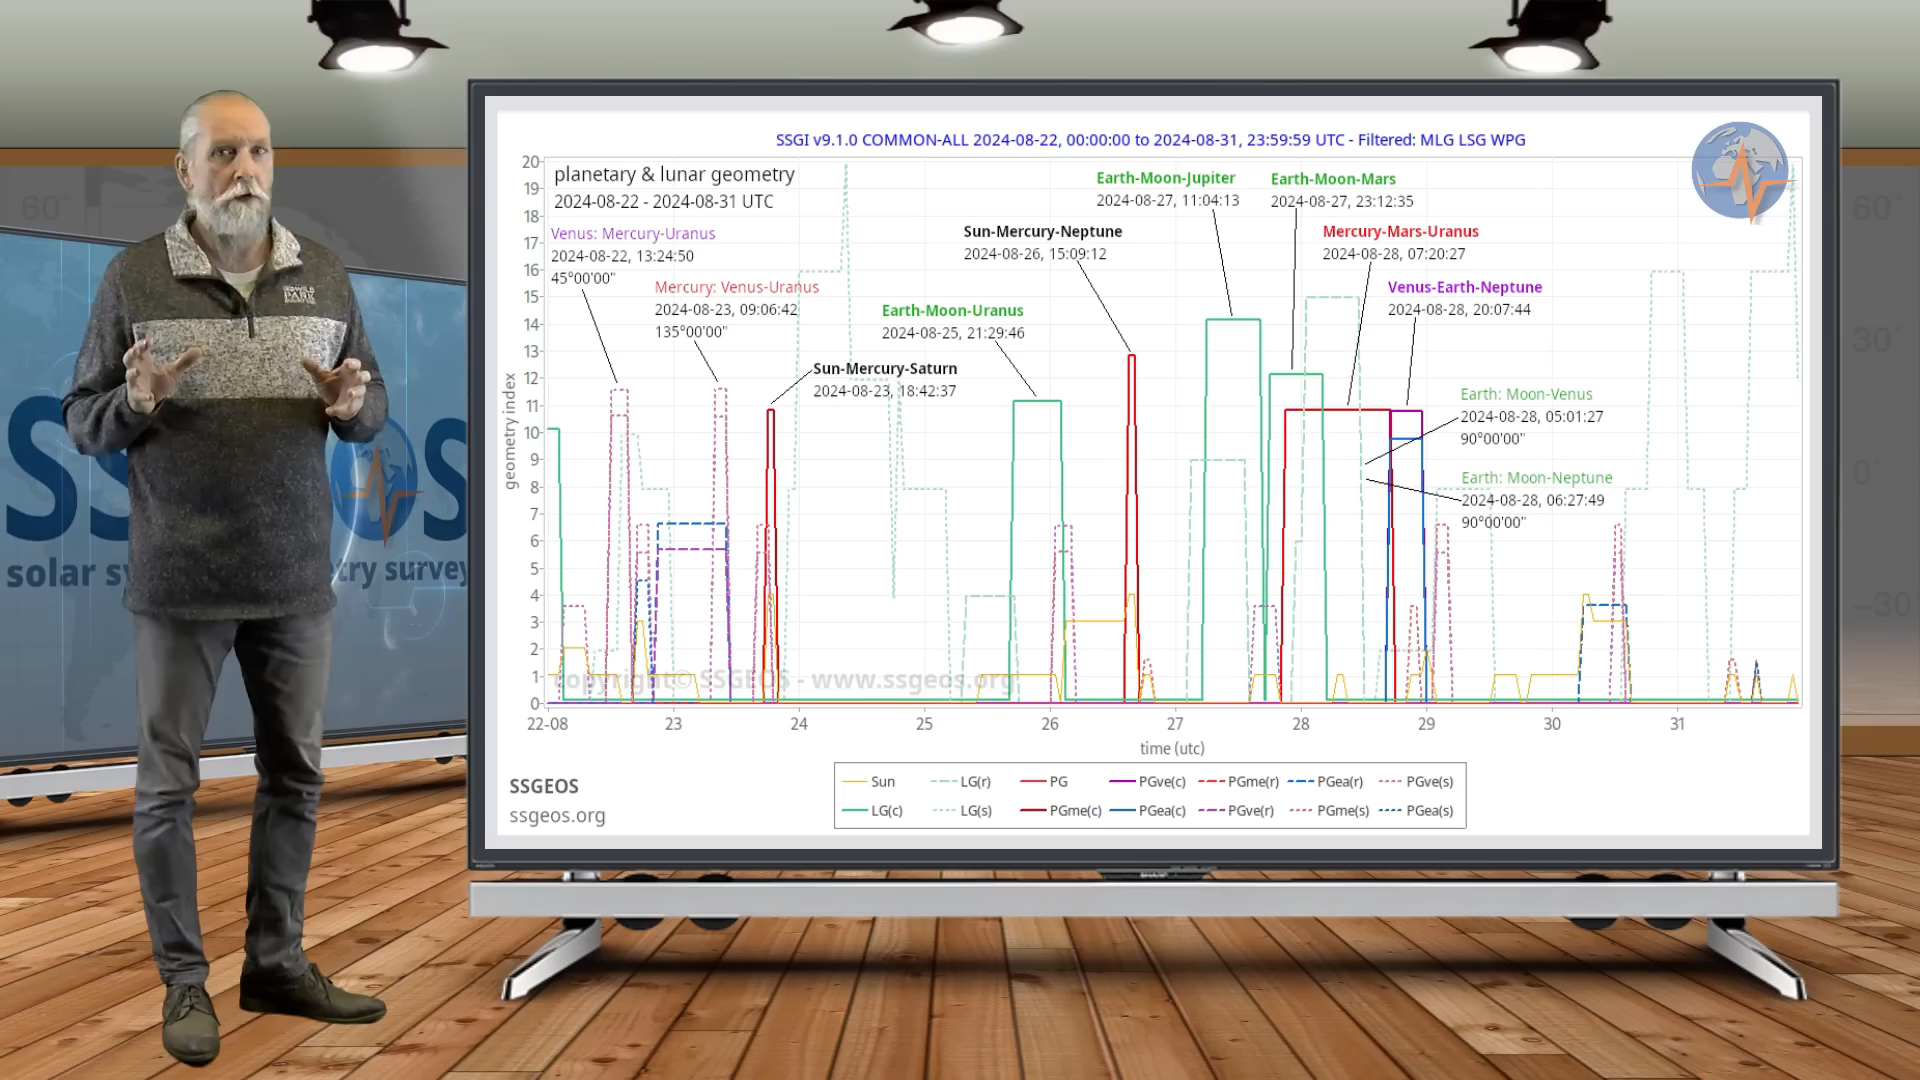 SSGI v9.1.0 COMMON-ALL 2024-08-22, 00:00:00 to 2024-08-31, 23:59:59 UTC - Filtered: MLG LSG WPG
planetary & lunar geometry
2024-08-22 - 2024-08-31 UTC
Venus: Mercury-Uranus
2024-08-22, 13:24:50
45°00'00"
Mercury: Venus-Uranus
2024-08-23, 09:06:42
135°00'00"
Sun-Mercury-Saturn
2024-08-23, 18:42:37
Earth-Moon-Uranus
2024-08-25, 21:29:46
Sun-Mercury-Neptune
2024-08-26, 15:09:12
Earth-Moon-Jupiter
2024-08-27, 11:04:13
Earth-Moon-Mars
2024-08-27, 23:12:35
Mercury-Mars-Uranus
2024-08-28, 07:20:27
Venus-Earth-Neptune
2024-08-28, 20:07:44
Earth: Moon-Venus
2024-08-28, 05:01:27
90°00'00"
Earth: Moon-Neptune
2024-08-28, 06:27:49
90°00'00"
geometry index
20
19
18
17
16
15
14
13
12
11
10
9
8
7
6
5
4
3
2
1
0
copyright© SSGEOS - www.ssgeos.org
22-08 23 24 25 26 27 28 29 30 31
time (utc)
Sun LG(r) PG PGve(c) PGme(r) PGea(r) PGve(s)
LG(c) LG(s) PGme(c) PGea(c) PGve(r) PGme(s) PGea(s)
SSGEOS
ssgeos.org
REDWILD
PARK
60°
60°
30°
0°
-30°
solar
etry survey
SHARP